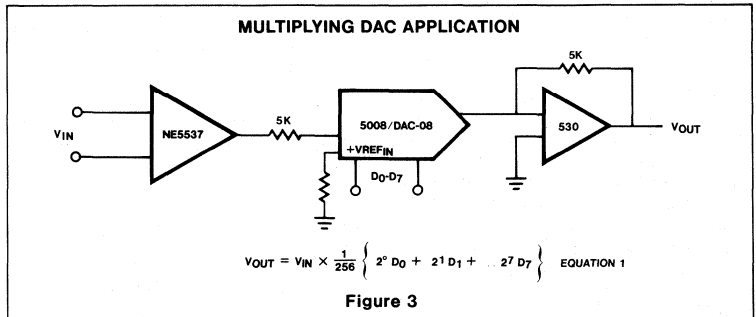 MULTIPLYING DAC APPLICATION
5K
VIN
NE5537
5K
5008/DAC-08
+VREFIN
D0-D7
530
VOUT
VOUT = VIN × 1/256 { 2° D0 + 21 D1 + . . 27 D7 } EQUATION 1
Figure 3